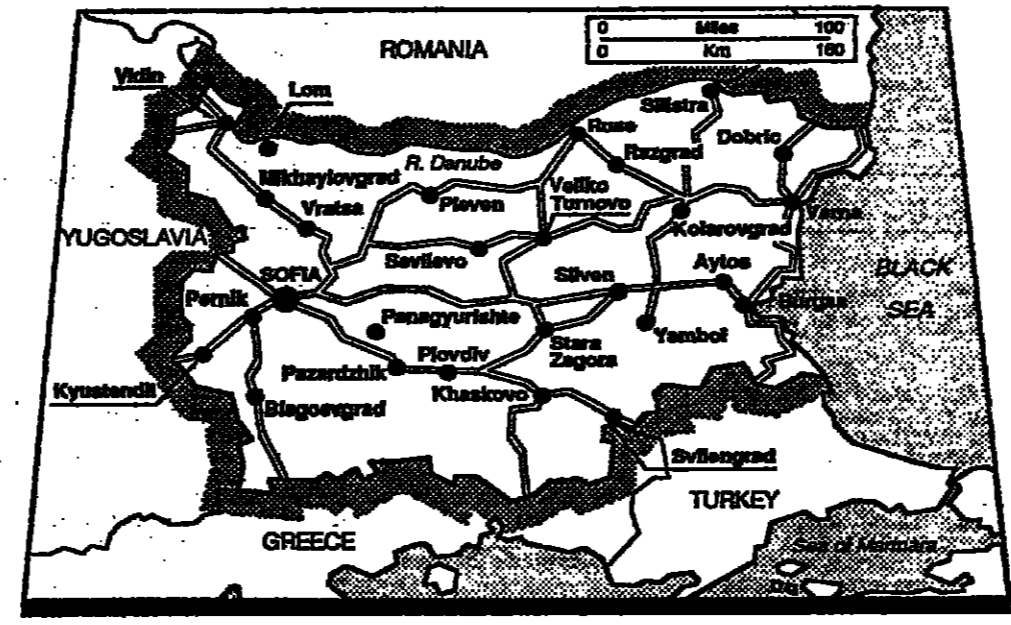 0 Miles 100
0 Km 160
ROMANIA
Vidin
Lom
Silistra
Ruse
Dobric
Razgrad
R. Danube
Mikhaylovgrad
Pleven
Veliko
Turnovo
Vratsa
Varna
Kolarovgrad
YUGOSLAVIA
Sevlievo
Aytos
BLACK
SEA
SOFIA
Sliven
Pernik
Burgas
Panagyurishte
Yambol
Stara
Zagora
Plovdiv
Pazardzhik
Kyustendil
Khaskovo
Blagoevgrad
Svilengrad
TURKEY
GREECE
Sea of Marmara